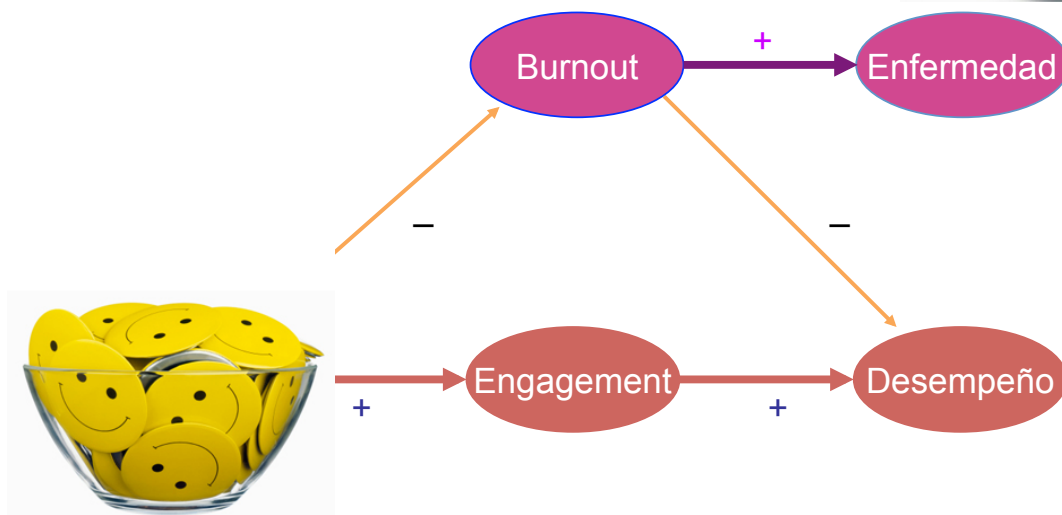 +
Burnout
Enfermedad
–
–
Engagement
Desempeño
+
+